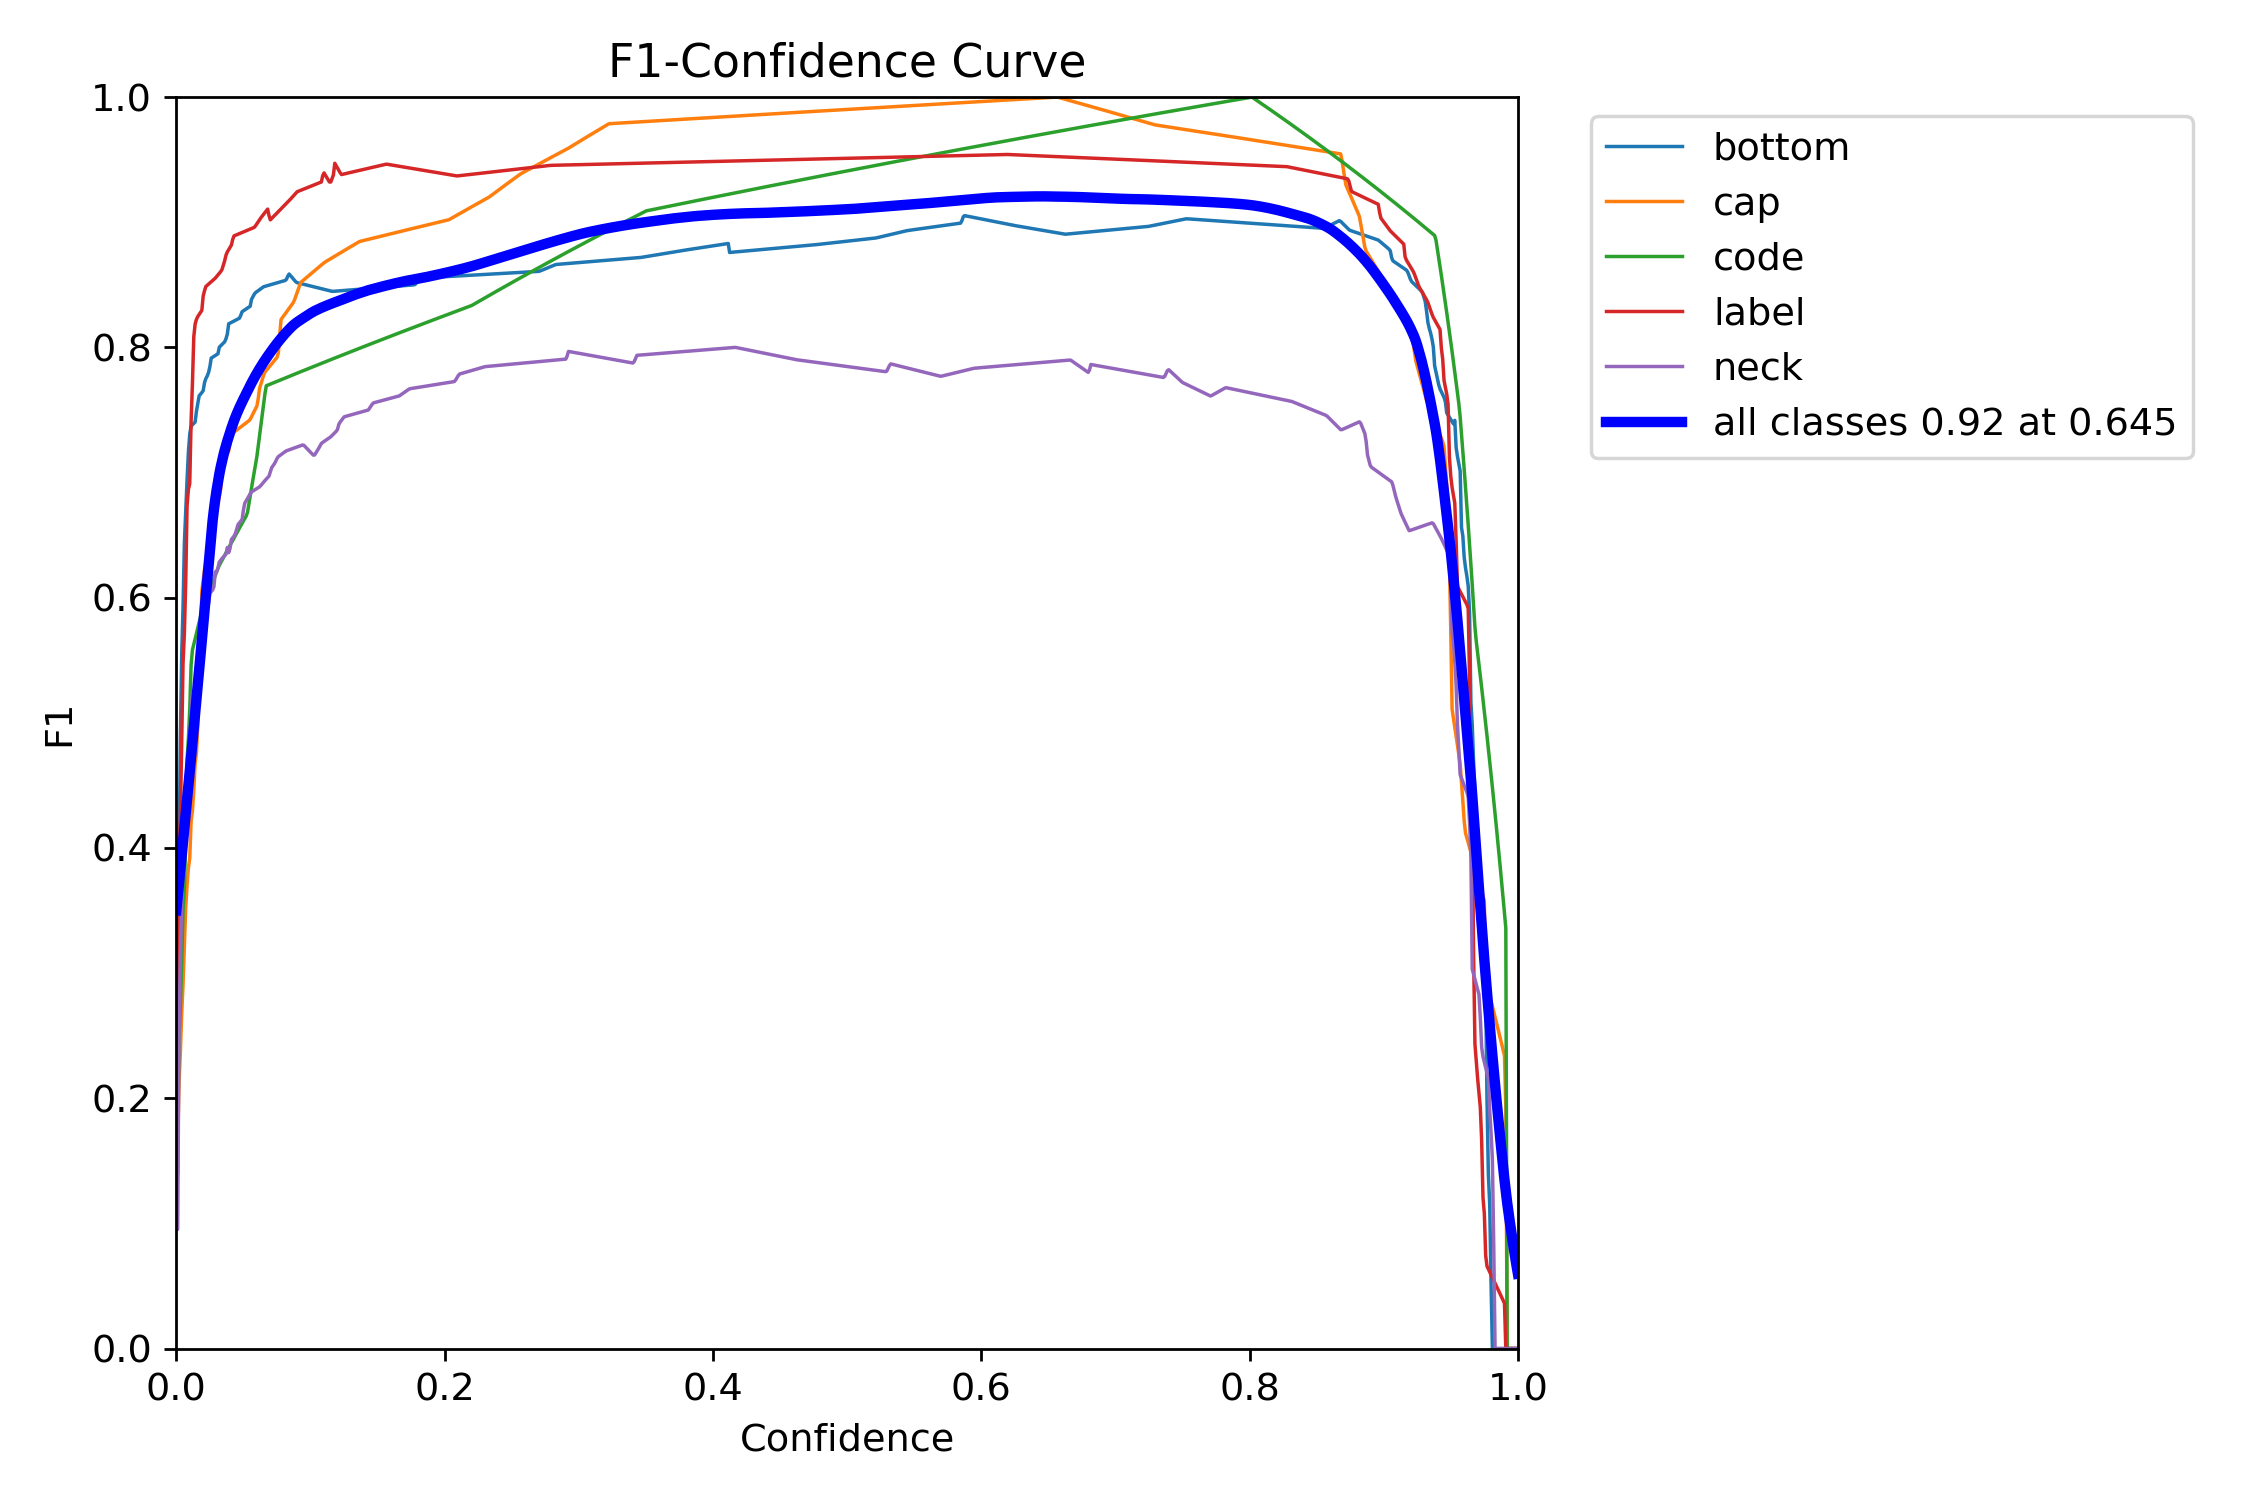 F1-Confidence Curve
1.0
0.8
0.6
0.4
0.2
0.0
F1
0.0 0.2 0.4 0.6 0.8 1.0
Confidence
bottom
cap
code
label
neck
all classes 0.92 at 0.645